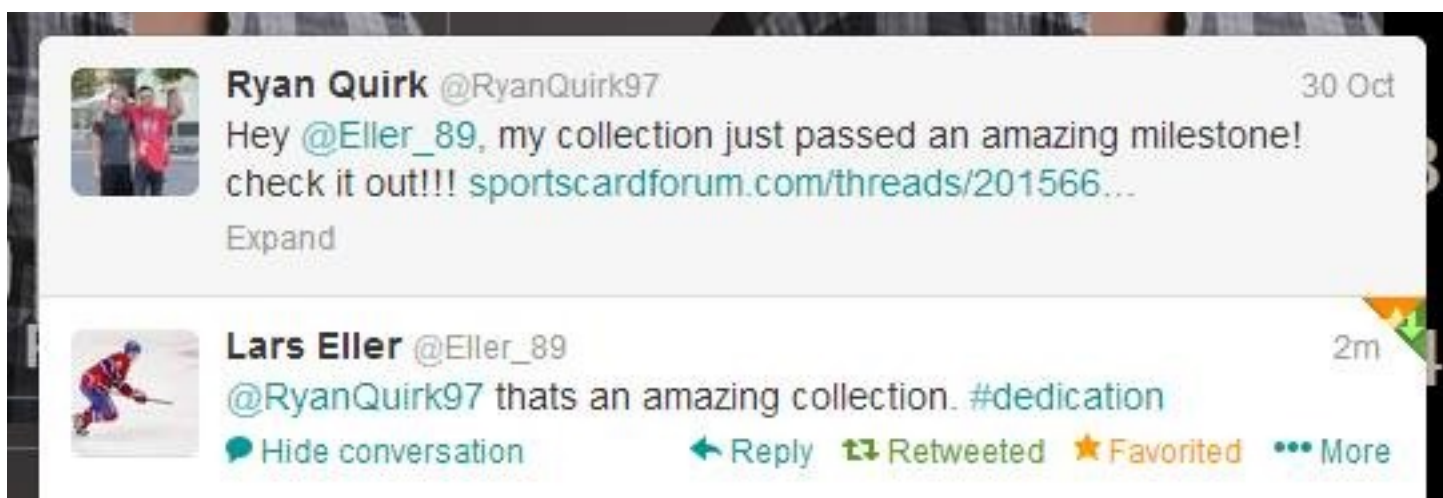 Ryan Quirk @RyanQuirk97 30 Oct
Hey @Eller_89, my collection just passed an amazing milestone!
check it out!!! sportscardforum.com/threads/201566...
Expand
Lars Eller @Eller_89 2m
@RyanQuirk97 thats an amazing collection. #dedication
Hide conversation Reply Retweeted Favorited More